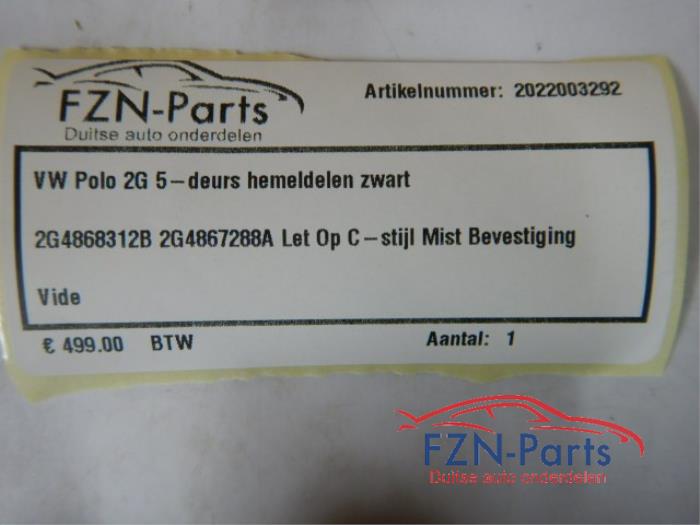 FZN-Parts
Duitse auto onderdelen
Artikelnummer: 2022003292
VW Polo 2G 5-deurs hemeldelen zwart
2G4868312B 2G4867288A Let Op C-stijl Mist Bevestiging
Vide
€ 499.00 BTW
Aantal: 1
FZN-Parts
Duitse auto onderdelen